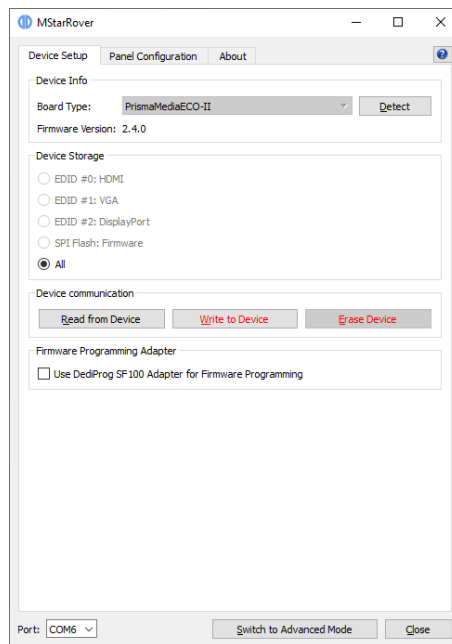 MStarRover
Device Setup Panel Configuration About
Device Info
Board Type: PrismaMediaECO-II Detect
Firmware Version: 2.4.0
Device Storage
EDID #0: HDMI
EDID #1: VGA
EDID #2: DisplayPort
SPI Flash: Firmware
All
Device communication
Read from Device Write to Device Erase Device
Firmware Programming Adapter
Use DediProg SF100 Adapter for Firmware Programming
Port: COM6 Switch to Advanced Mode Close